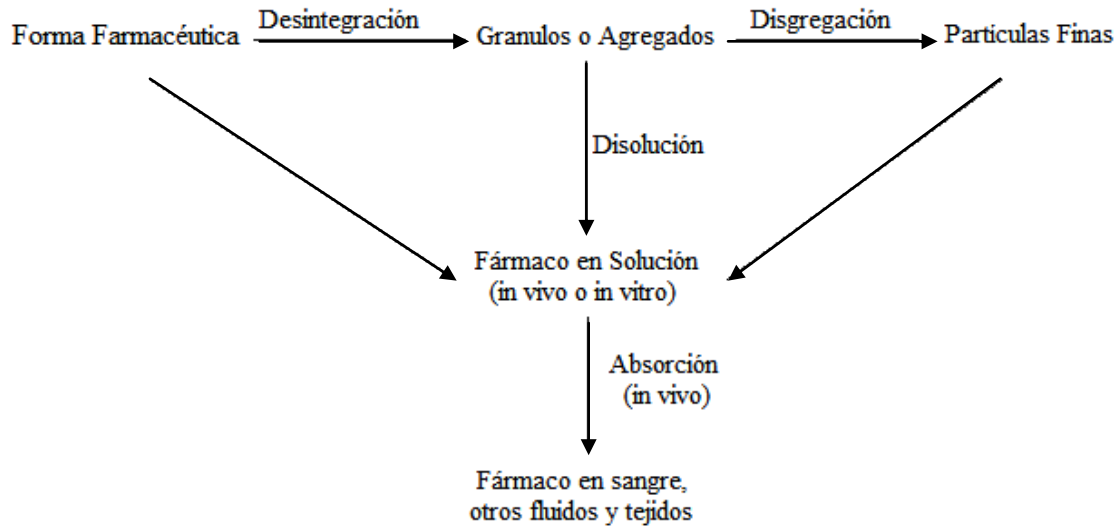 Forma Farmacéutica
Desintegración
Granulos o Agregados
Disgregación
Partículas Finas
Disolución
Fármaco en Solución
(in vivo o in vitro)
Absorción
(in vivo)
Fármaco en sangre,
otros fluidos y tejidos